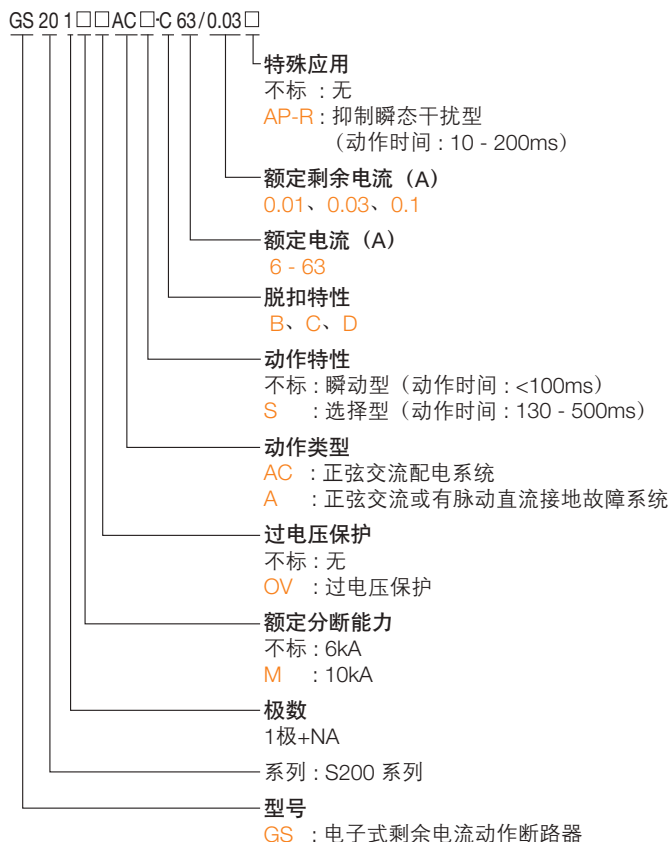 GS 20 1□□AC□·C 63/0.03□
特殊应用
不标 : 无
AP-R : 抑制瞬态干扰型
（动作时间 : 10 - 200ms）
额定剩余电流（A）
0.01、0.03、0.1
额定电流（A）
6 - 63
脱扣特性
B、C、D
动作特性
不标 : 瞬动型（动作时间 : <100ms）
S : 选择型（动作时间 : 130 - 500ms）
动作类型
AC : 正弦交流配电系统
A : 正弦交流或有脉动直流接地故障系统
过电压保护
不标 : 无
OV : 过电压保护
额定分断能力
不标 : 6kA
M : 10kA
极数
1极+NA
系列 : S200 系列
型号
GS : 电子式剩余电流动作断路器